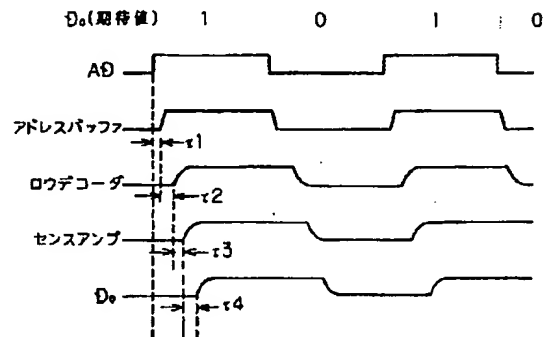 D₀(期待値) 1 0 1 0
AD
アドレスバッファ
τ1
ロウデコーダ
τ2
センスアンプ
τ3
D₀
τ4